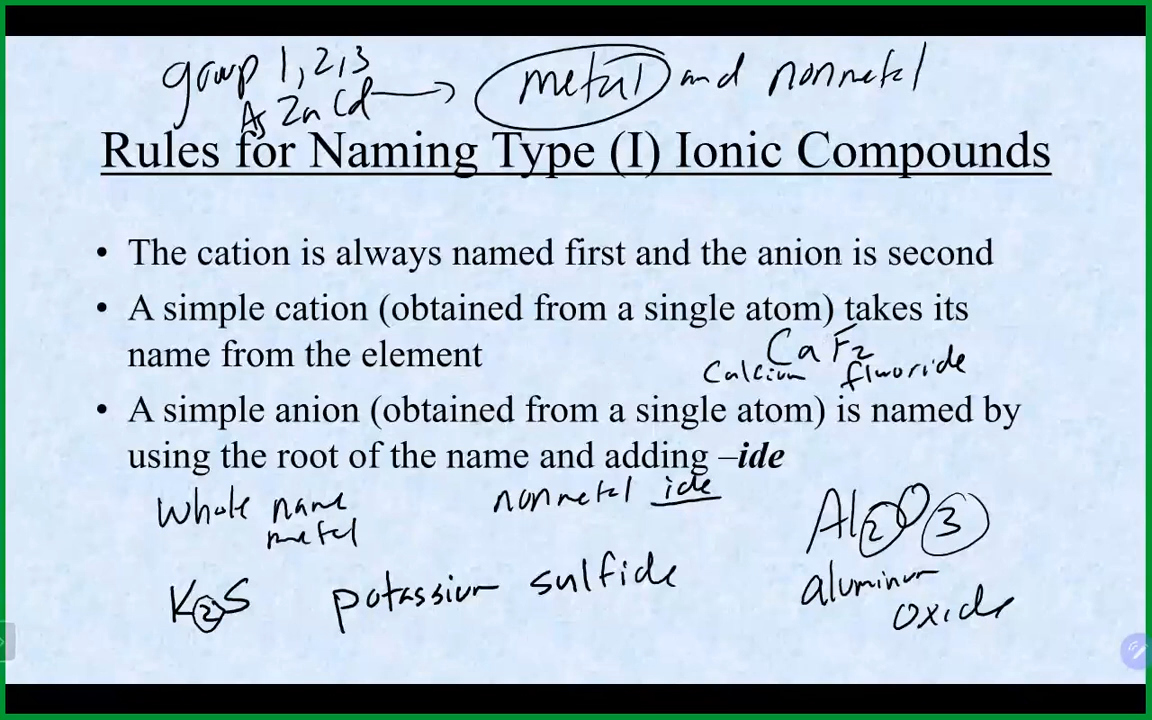 group 1,2,3
Ag Zn Cd → metal and nonmetal
Rules for Naming Type (I) Ionic Compounds
• The cation is always named first and the anion is second
• A simple cation (obtained from a single atom) takes its
name from the element
CaF2
Calcium fluoride
• A simple anion (obtained from a single atom) is named by
using the root of the name and adding –ide
Whole name
metal
nonmetal ide
Al2O3
aluminum
oxide
K2S potassium sulfide